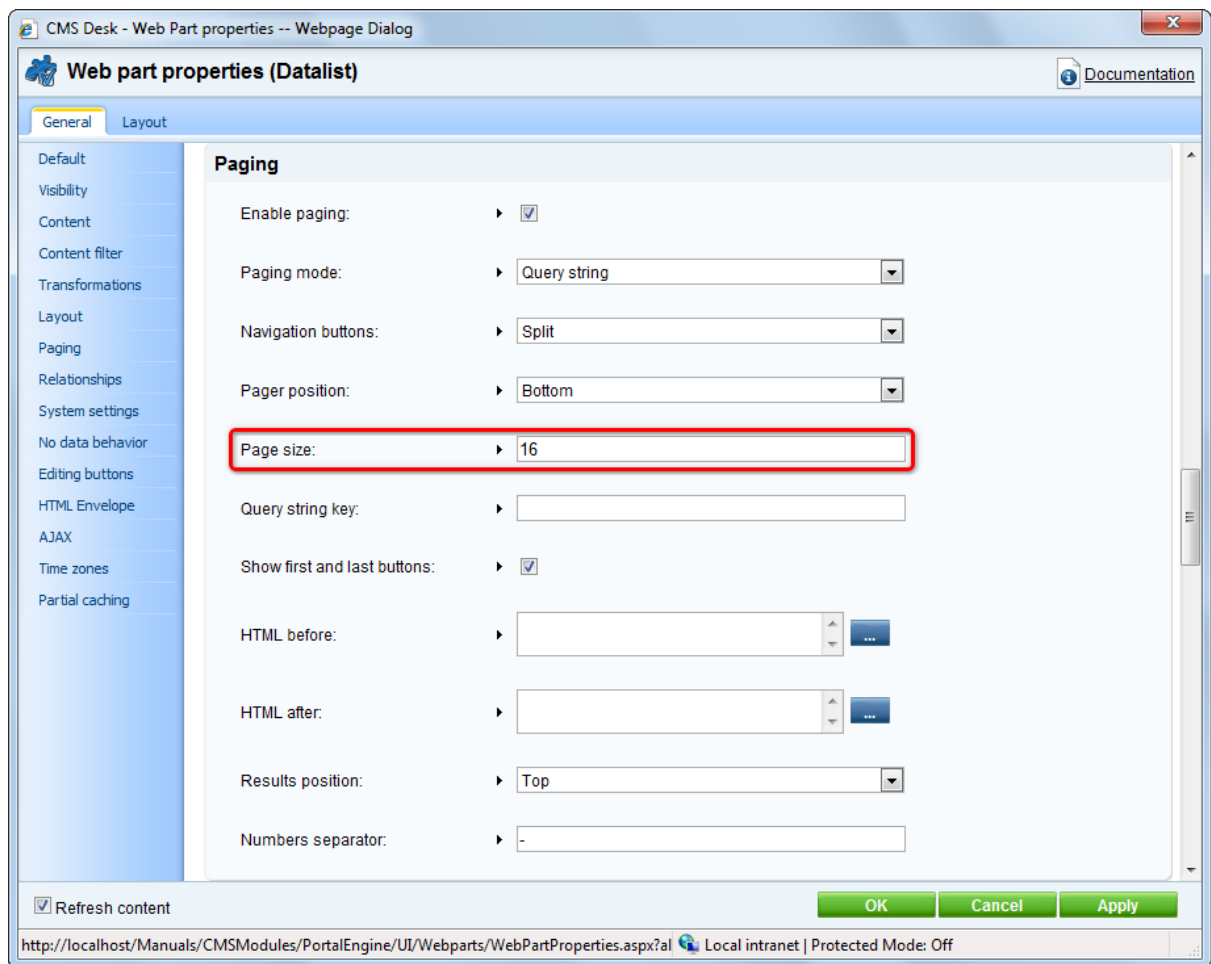 CMS Desk - Web Part properties -- Webpage Dialog
Web part properties (Datalist)
Documentation
General
Layout
Default
Visibility
Content
Content filter
Transformations
Layout
Paging
Relationships
System settings
No data behavior
Editing buttons
HTML Envelope
AJAX
Time zones
Partial caching
Paging
Enable paging:
Paging mode: Query string
Navigation buttons: Split
Pager position: Bottom
Page size: 16
Query string key:
Show first and last buttons:
HTML before: ...
HTML after: ...
Results position: Top
Numbers separator: -
Refresh content
OK
Cancel
Apply
http://localhost/Manuals/CMSModules/PortalEngine/UI/Webparts/WebPartProperties.aspx?al
Local intranet | Protected Mode: Off